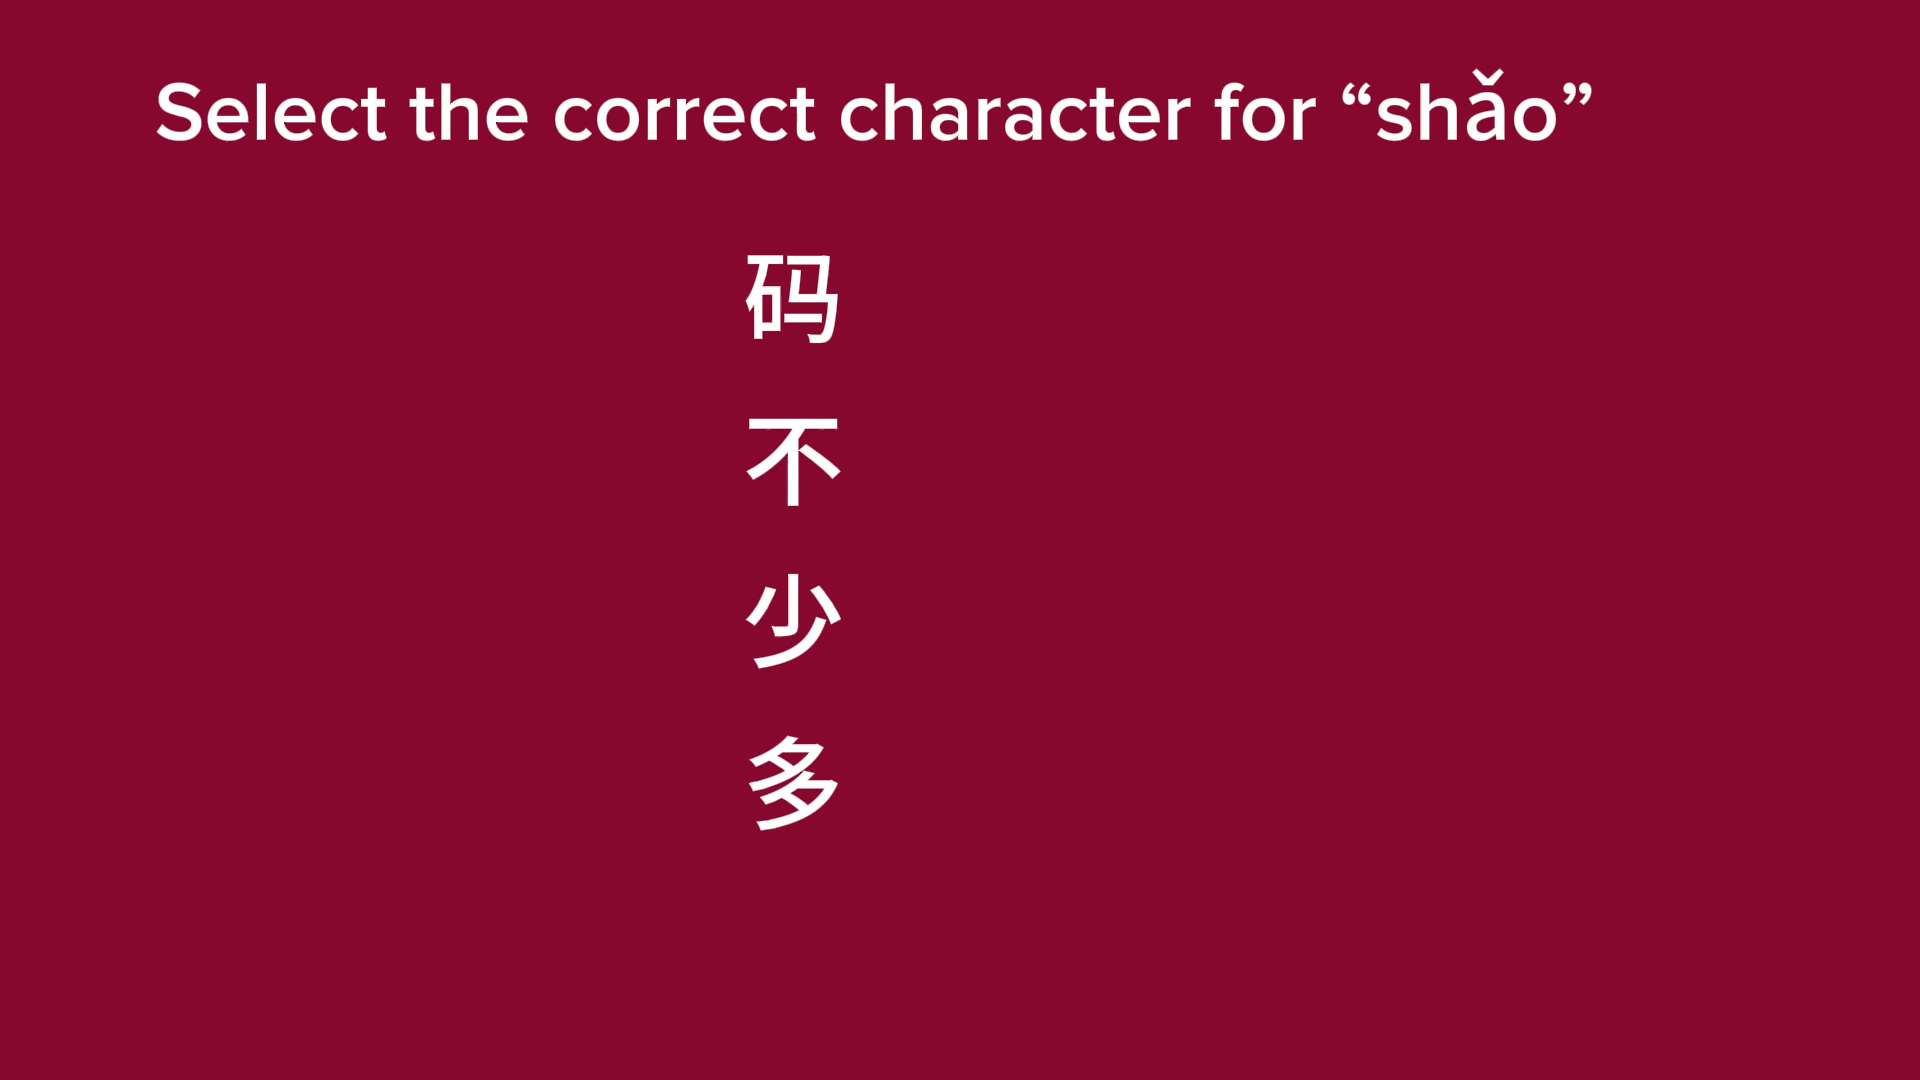 Select the correct character for “shǎo”
码
不
少
多